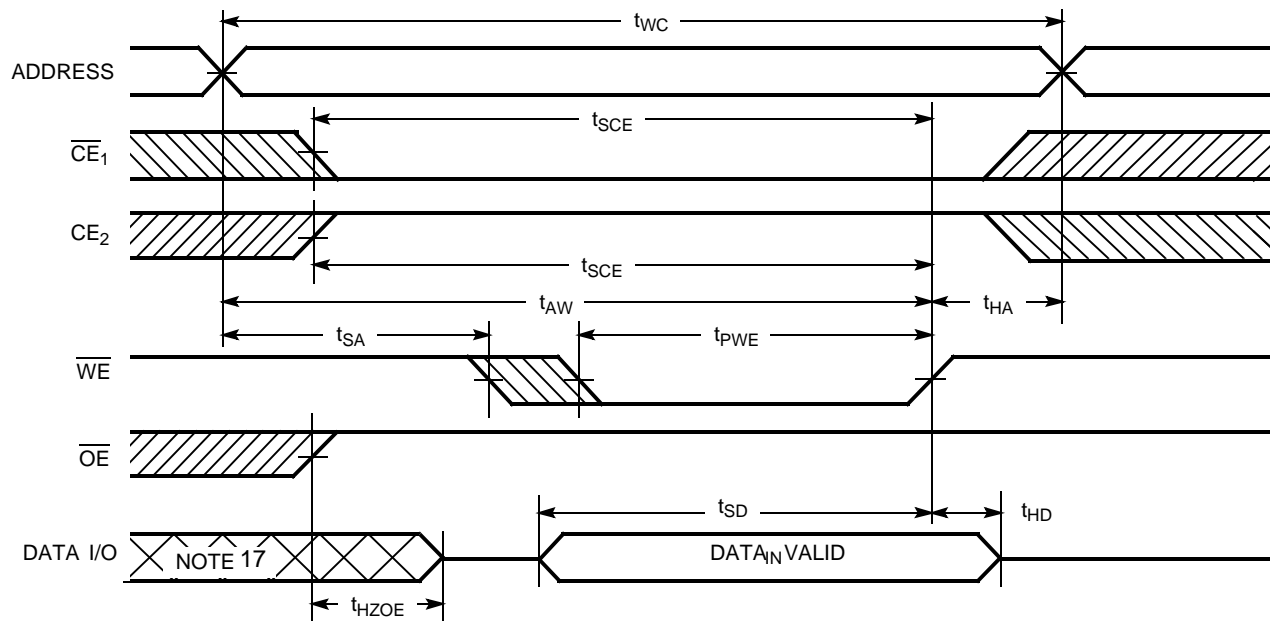 tWC
ADDRESS
tSCE
CE1
CE2
tSCE
tAW
tHA
tSA
tPWE
WE
OE
tSD
tHD
DATA I/O
NOTE 17
DATAIN VALID
tHZOE